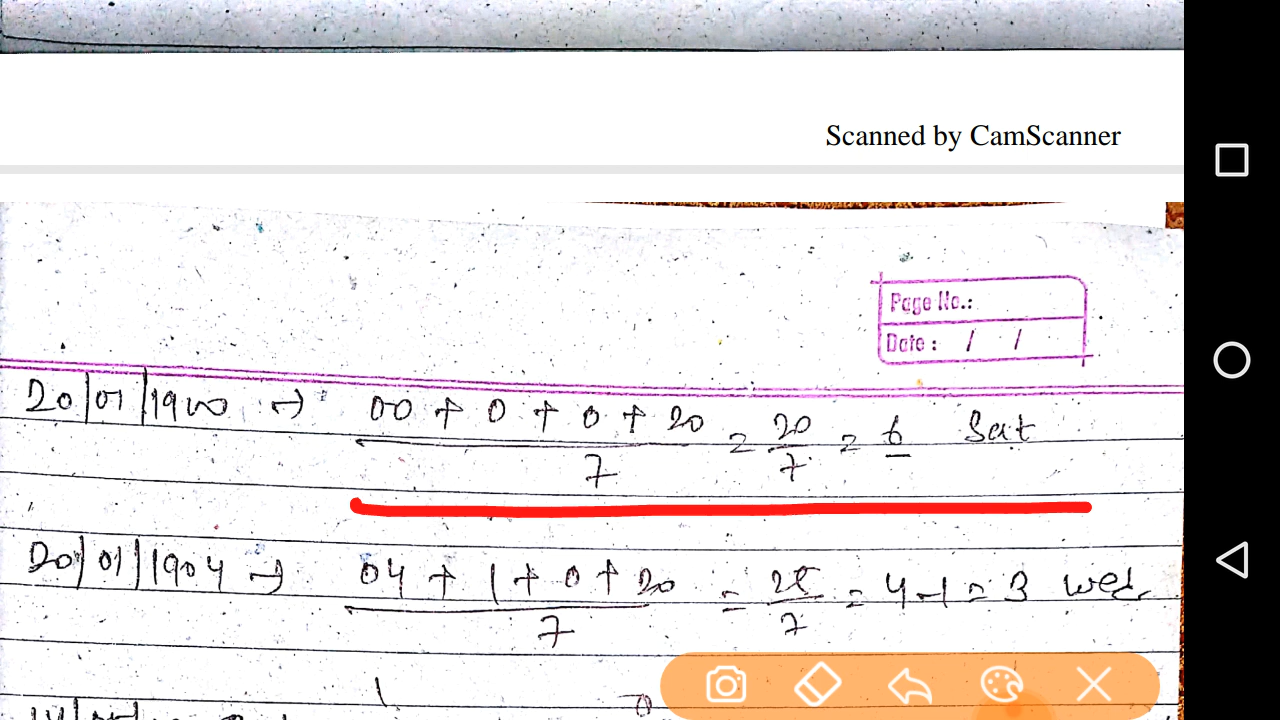 Scanned by CamScanner
Page No.:
Date : / /
20/01/1900 → 00 + 0 + 0 + 20 / 7 = 20/7 = 6 Sat
20/01/1904 → 04 + 1 + 0 + 20 / 7 = 25/7 = 4-1 = 3 Wed.